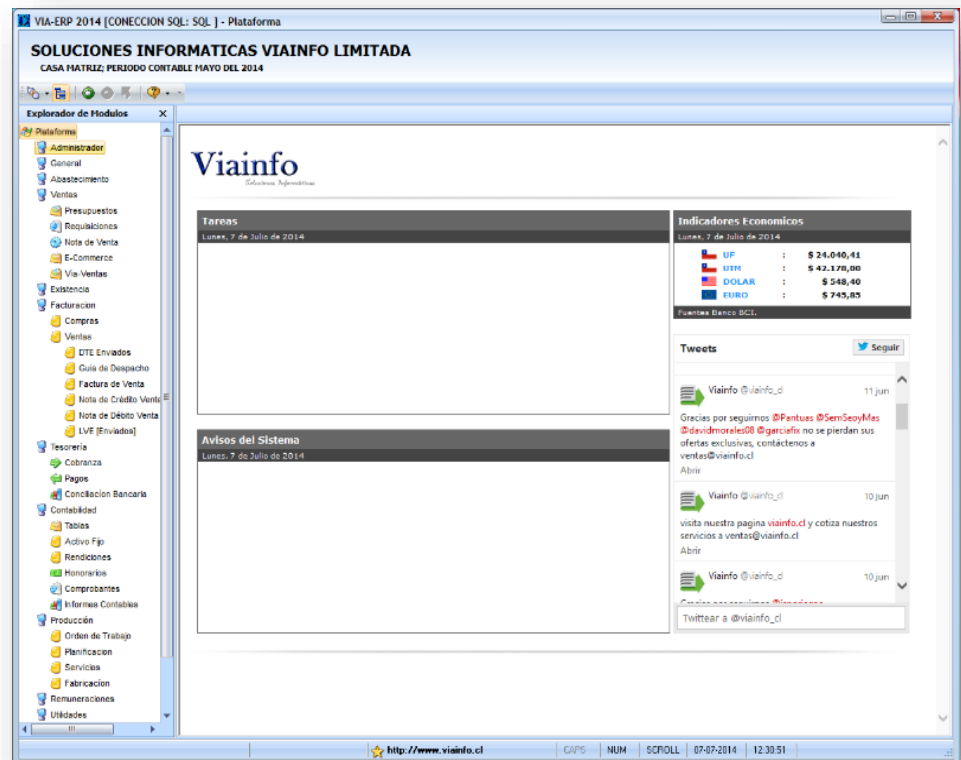 VIA-ERP 2014 [CONECCION SQL: SQL ] - Plataforma
SOLUCIONES INFORMATICAS VIAINFO LIMITADA
CASA MATRIZ; PERIODO CONTABLE MAYO DEL 2014
Explorador de Modulos X
Plataforma
Administrador
General
Abastecimiento
Ventas
Presupuestos
Requisiciones
Nota de Venta
E-Commerce
Via-Ventas
Existencia
Facturacion
Compras
Ventas
DTE Enviados
Guia de Despacho
Factura de Venta
Nota de Crédito Venta
Nota de Débito Venta
LVE [Enviados]
Tesoreria
Cobranza
Pagos
Conciliacion Bancaria
Contabilidad
Tablas
Activo Fijo
Rendiciones
Honorarios
Comprobantes
Informes Contables
Producción
Orden de Trabajo
Planificacion
Servicios
Fabricacion
Remuneraciones
Utilidades
Viainfo
Soluciones Informaticas
Tareas
Lunes, 7 de Julio de 2014
Avisos del Sistema
Lunes, 7 de Julio de 2014
Indicadores Economicos
Lunes, 7 de Julio de 2014
UF : $ 24.040,41
UTM : $ 42.178,00
DOLAR : $ 548,40
EURO : $ 745,85
Fuentes Banco BCI.
Tweets Seguir
Viainfo @viainfo_cl 11 jun
Gracias por seguirnos @Pantuas @SemSeoyMas
@davidmorales08 @garciafix no se pierdan sus
ofertas exclusivas, contáctenos a
ventas@viainfo.cl
Abrir
Viainfo @viainfo_cl 10 jun
visita nuestra pagina viainfo.cl y cotiza nuestros
servicios a ventas@viainfo.cl
Abrir
Viainfo @viainfo_cl 10 jun
Gracias por seguirnos
Twittear a @viainfo_cl
http://www.viainfo.cl CAPS NUM SCROLL 07-07-2014 12:30:51